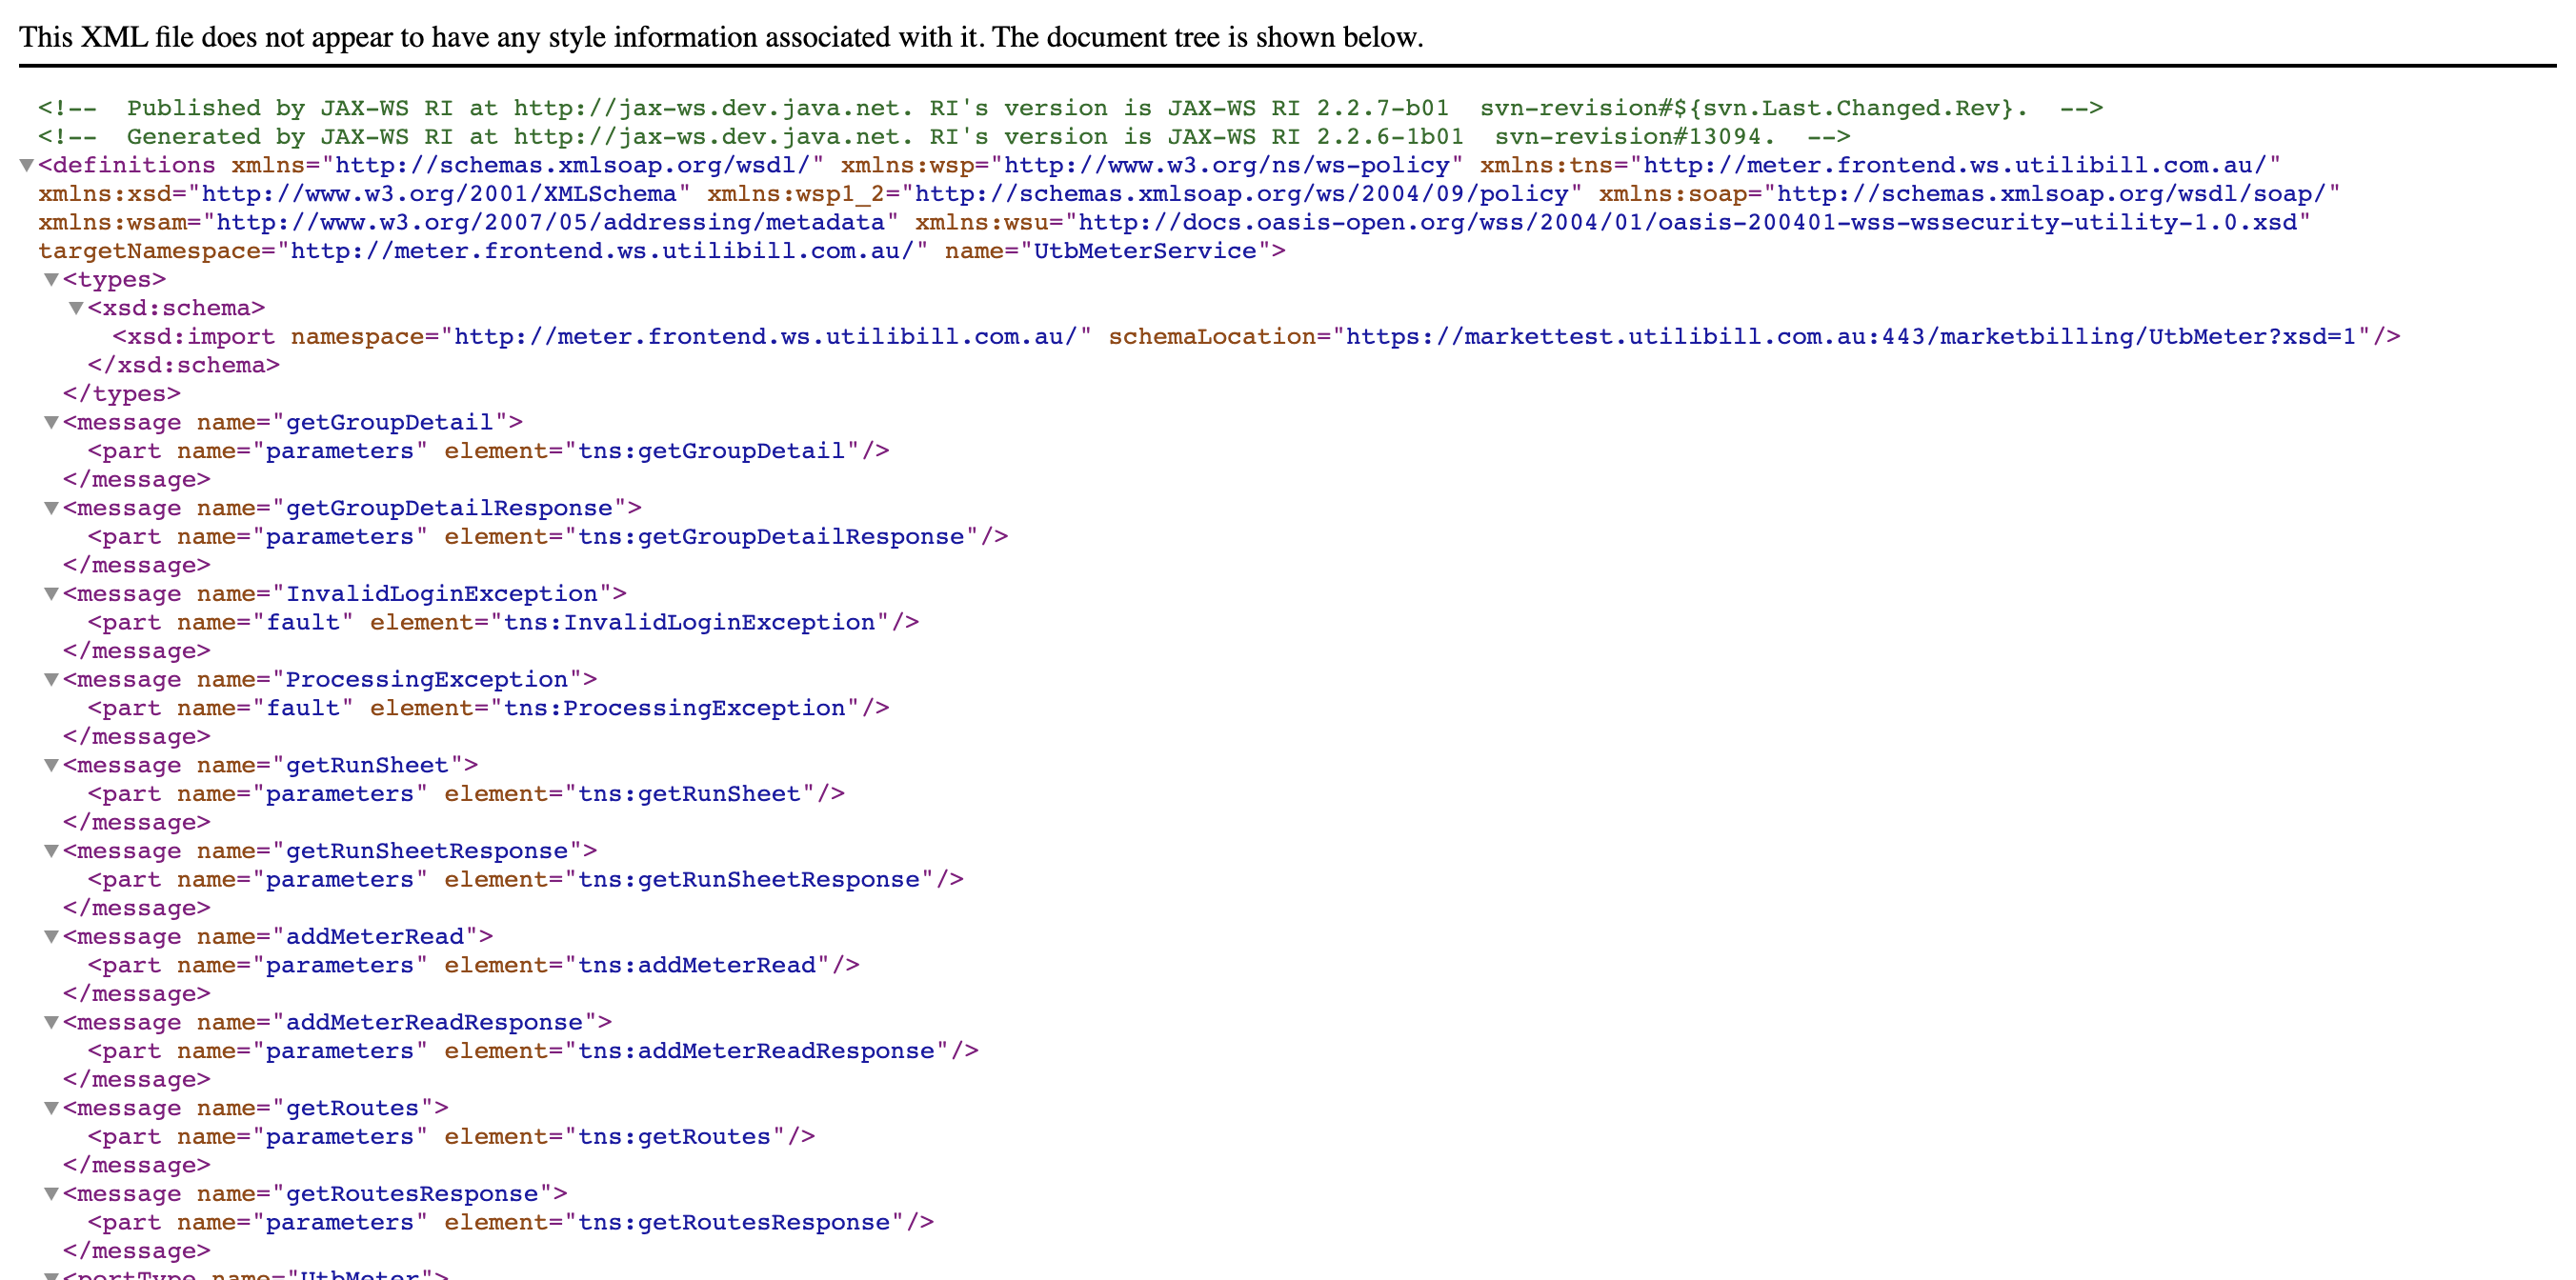 This XML file does not appear to have any style information associated with it. The document tree is shown below.
<!--  Published by JAX-WS RI at http://jax-ws.dev.java.net. RI's version is JAX-WS RI 2.2.7-b01  svn-revision#${svn.Last.Changed.Rev}.  -->
<!--  Generated by JAX-WS RI at http://jax-ws.dev.java.net. RI's version is JAX-WS RI 2.2.6-1b01  svn-revision#13094.  -->
▼<definitions xmlns="http://schemas.xmlsoap.org/wsdl/" xmlns:wsp="http://www.w3.org/ns/ws-policy" xmlns:tns="http://meter.frontend.ws.utilibill.com.au/"
xmlns:xsd="http://www.w3.org/2001/XMLSchema" xmlns:wsp1_2="http://schemas.xmlsoap.org/ws/2004/09/policy" xmlns:soap="http://schemas.xmlsoap.org/wsdl/soap/"
xmlns:wsam="http://www.w3.org/2007/05/addressing/metadata" xmlns:wsu="http://docs.oasis-open.org/wss/2004/01/oasis-200401-wss-wssecurity-utility-1.0.xsd"
targetNamespace="http://meter.frontend.ws.utilibill.com.au/" name="UtbMeterService">
▼<types>
▼<xsd:schema>
<xsd:import namespace="http://meter.frontend.ws.utilibill.com.au/" schemaLocation="https://markettest.utilibill.com.au:443/marketbilling/UtbMeter?xsd=1"/>
</xsd:schema>
</types>
▼<message name="getGroupDetail">
<part name="parameters" element="tns:getGroupDetail"/>
</message>
▼<message name="getGroupDetailResponse">
<part name="parameters" element="tns:getGroupDetailResponse"/>
</message>
▼<message name="InvalidLoginException">
<part name="fault" element="tns:InvalidLoginException"/>
</message>
▼<message name="ProcessingException">
<part name="fault" element="tns:ProcessingException"/>
</message>
▼<message name="getRunSheet">
<part name="parameters" element="tns:getRunSheet"/>
</message>
▼<message name="getRunSheetResponse">
<part name="parameters" element="tns:getRunSheetResponse"/>
</message>
▼<message name="addMeterRead">
<part name="parameters" element="tns:addMeterRead"/>
</message>
▼<message name="addMeterReadResponse">
<part name="parameters" element="tns:addMeterReadResponse"/>
</message>
▼<message name="getRoutes">
<part name="parameters" element="tns:getRoutes"/>
</message>
▼<message name="getRoutesResponse">
<part name="parameters" element="tns:getRoutesResponse"/>
</message>
▼<portType name="UtbMeter">